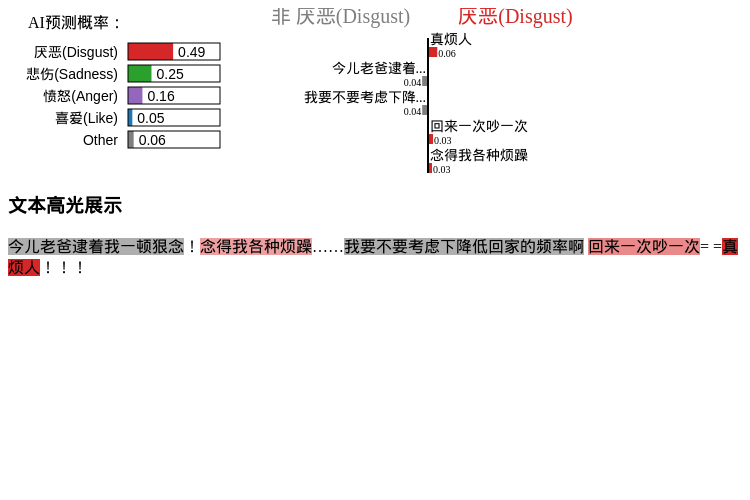 AI预测概率：
厌恶(Disgust) 0.49
悲伤(Sadness) 0.25
愤怒(Anger) 0.16
喜爱(Like) 0.05
Other 0.06
非 厌恶(Disgust) 厌恶(Disgust)
真烦人
0.06
今儿老爸逮着...
0.04
我要不要考虑下降...
0.04
回来一次吵一次
0.03
念得我各种烦躁
0.03
文本高光展示
今儿老爸逮着我一顿狠念！念得我各种烦躁……我要不要考虑下降低回家的频率啊 回来一次吵一次= =真
烦人！！！